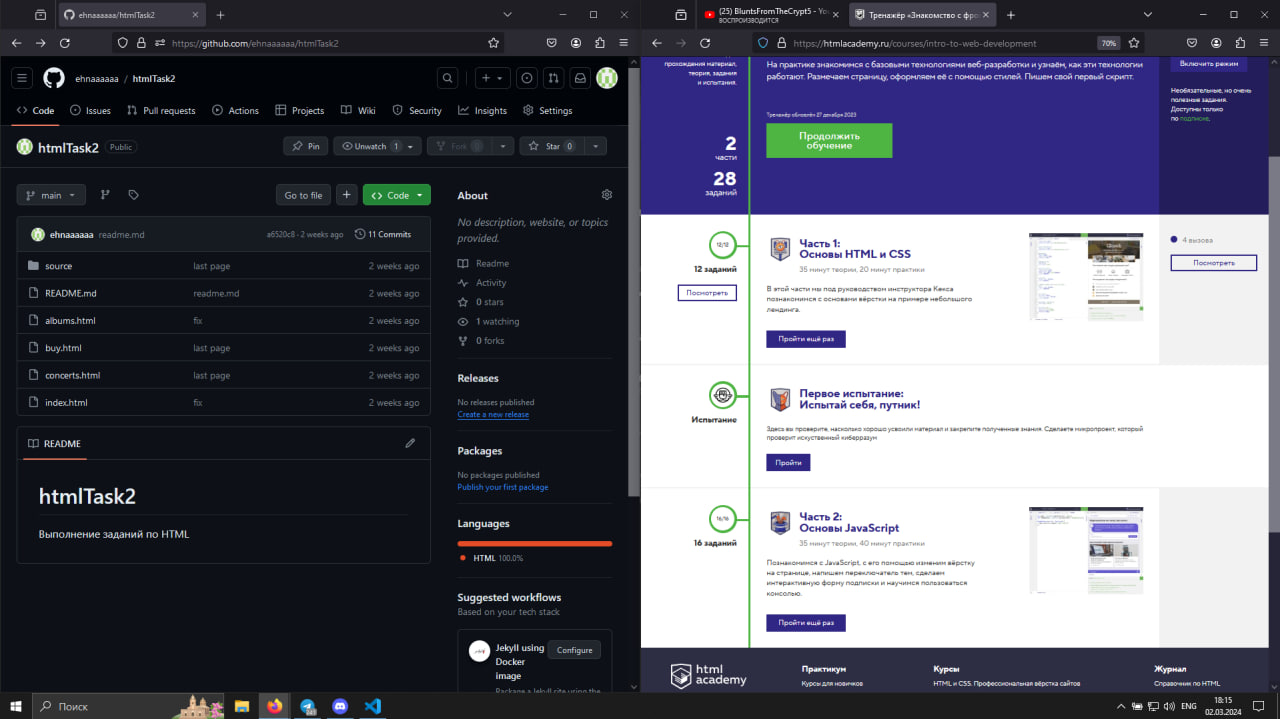 ehnaaaaaa/htmlTask2
https://github.com/ehnaaaaaa/htmlTask2
ehnaaaaaa / htmlTask2
Code
Issues
Pull requests
Actions
Projects
Wiki
Security
Insights
Settings
htmlTask2
Public
Pin
Unwatch 1
Fork 0
Star 0
main
Go to file
Code
ehnaaaaaa readme.md
a6520c8 · 2 weeks ago
11 Commits
source last page 2 weeks ago
README.md 2 weeks ago
last page 2 weeks ago
last page 2 weeks ago
concerts.html last page 2 weeks ago
index.html fix 2 weeks ago
README
htmlTask2
Выполненное задание по HTML
About
No description, website, or topics
provided.
Readme
Activity
0 stars
1 watching
0 forks
Releases
No releases published
Create a new release
Packages
No packages published
Publish your first package
Languages
HTML 100.0%
Suggested workflows
Based on your tech stack
Jekyll using
Docker
image
Configure
Package a Jekyll site using the
(25) BluntsFromTheCrypt5 - You
ВОСПРОИЗВОДИТСЯ
Тренажёр «Знакомство с фро
https://htmlacademy.ru/courses/intro-to-web-development
70%
прохождения материал,
теория, задания
и испытания.
На практике знакомимся с базовыми технологиями веб-разработки и узнаём, как эти технологии
работают. Размечаем страницу, оформляем её с помощью стилей. Пишем свой первый скрипт.
Включить режим
Необязательные, но очень
полезные задания.
Доступны только
по подписке.
Тренажёр обновлён 27 декабря 2023
Продолжить
обучение
2
части
28
заданий
12/12
12 заданий
Посмотреть
Часть 1:
Основы HTML и CSS
35 минут теории, 20 минут практики
В этой части мы под руководством инструктора Кекса
познакомимся с основами вёрстки на примере небольшого
лендинга.
Пройти ещё раз
4 вызова
Посмотреть
Испытание
Первое испытание:
Испытай себя, путник!
Здесь вы проверите, насколько хорошо усвоили материал и закрепите полученные знания. Сделаете микропроект, который
проверит искуственный киберразум
Пройти
16/16
16 заданий
Часть 2:
Основы JavaScript
35 минут теории, 40 минут практики
Познакомимся с JavaScript, с его помощью изменим вёрстку
на странице, напишем переключатель тем, сделаем
интерактивную форму подписки и научимся пользоваться
консолью.
Пройти ещё раз
html
academy
Практикум
Курсы для новичков
Курсы
HTML и CSS. Профессиональная вёрстка сайтов
Журнал
Справочник по HTML
Поиск
ENG
18:15
02.03.2024